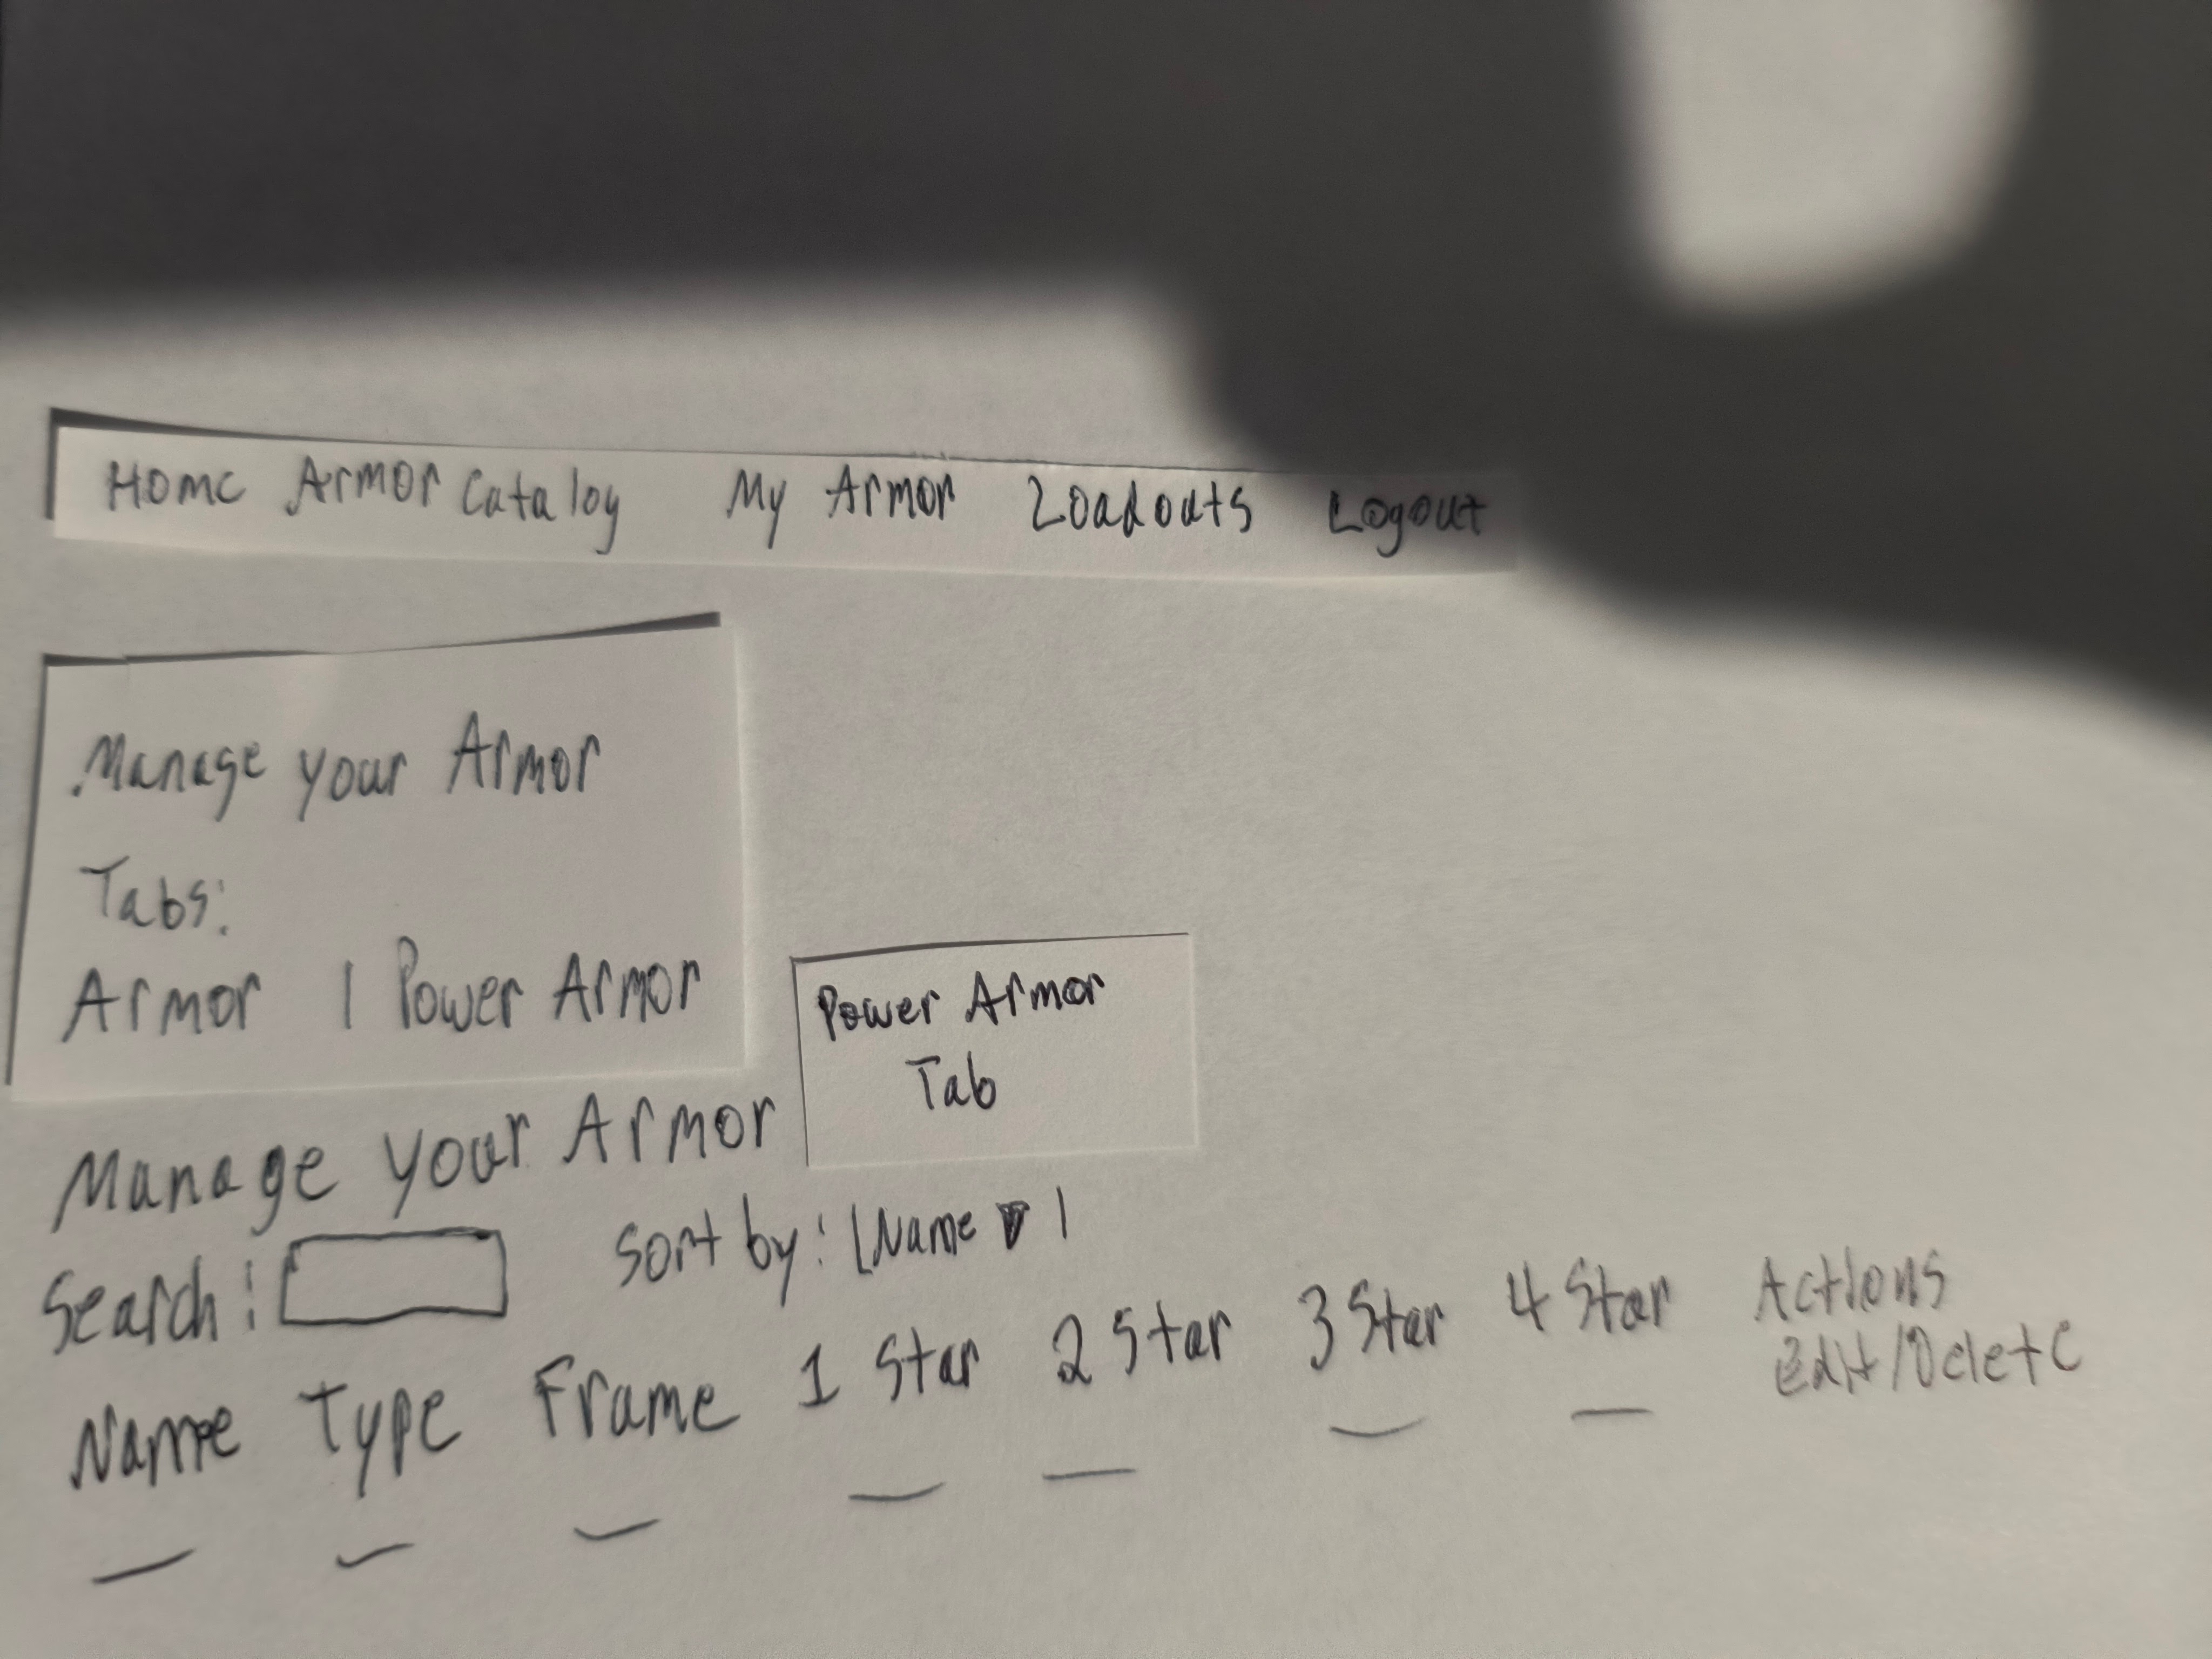 Home Armor Catalog My Armor Loadouts Logout
Manage your Armor
Tabs:
Armor | Power Armor
Power Armor
Tab
Manage your Armor
Search: Sort by: [Name ▼]
Name Type Frame 1 Star 2 Star 3 Star 4 Star Actions
Edit/Delete